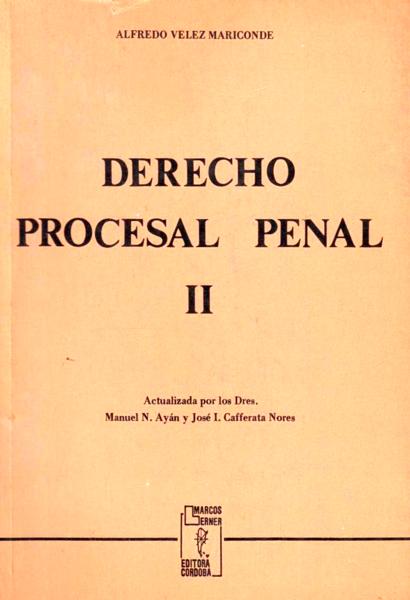 ALFREDO VELEZ MARICONDE
DERECHO
PROCESAL PENAL
II
Actualizada por los Dres.
Manuel N. Ayán y José I. Cafferata Nores
MARCOS
LERNER
EDITORA
CORDOBA